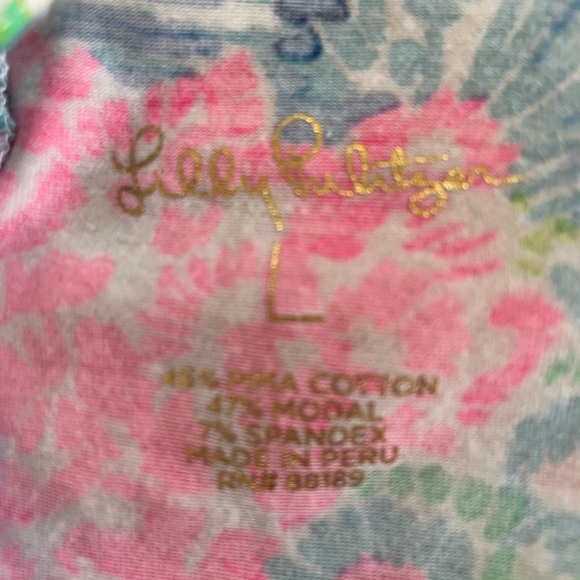 Lilly Pulitzer
L
46% PIMA COTTON
47% MODAL
7% SPANDEX
MADE IN PERU
RN# 88189